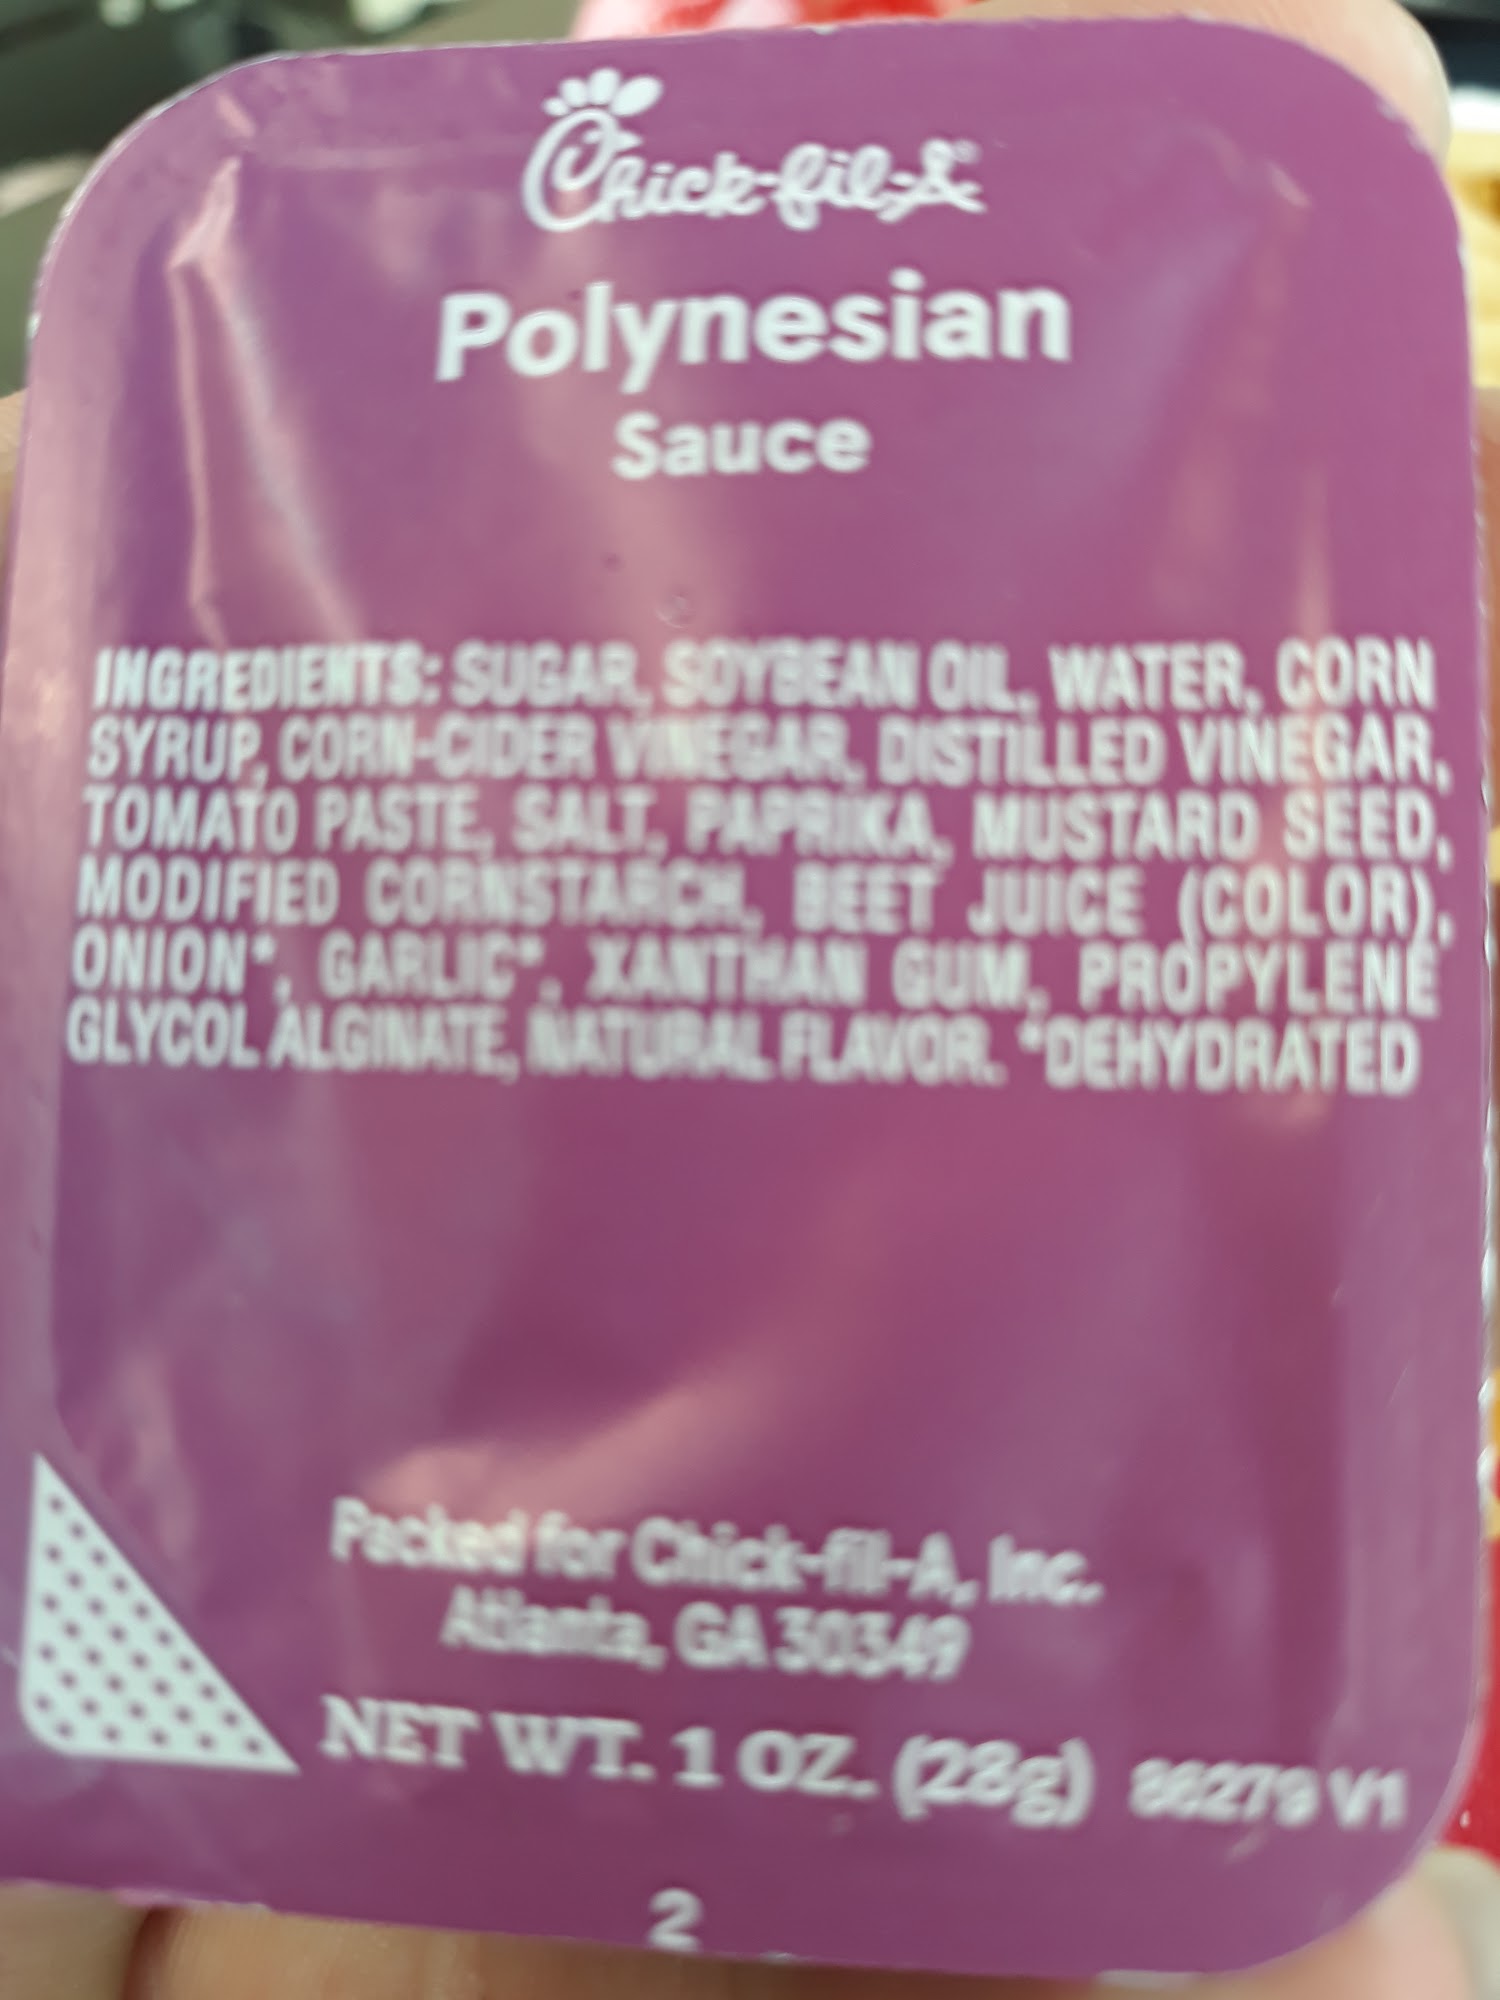 Chick-fil-A®
Polynesian
Sauce
INGREDIENTS: SUGAR, SOYBEAN OIL, WATER, CORN
SYRUP, CORN-CIDER VINEGAR, DISTILLED VINEGAR,
TOMATO PASTE, SALT, PAPRIKA, MUSTARD SEED,
MODIFIED CORNSTARCH, BEET JUICE (COLOR),
ONION*, GARLIC*, XANTHAN GUM, PROPYLENE
GLYCOL ALGINATE, NATURAL FLAVOR. *DEHYDRATED
Packed for Chick-fil-A, Inc.
Atlanta, GA 30349
NET WT. 1 OZ. (28g) 86279 V1
2